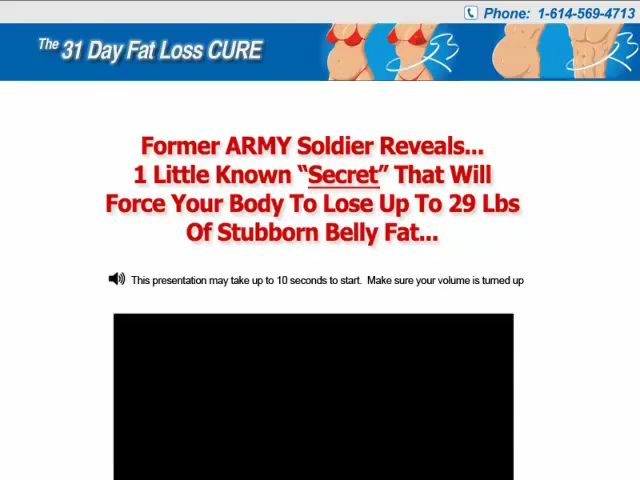 Phone: 1-614-569-4713
The 31 Day Fat Loss CURE
Former ARMY Soldier Reveals...
1 Little Known “Secret” That Will
Force Your Body To Lose Up To 29 Lbs
Of Stubborn Belly Fat...
This presentation may take up to 10 seconds to start. Make sure your volume is turned up